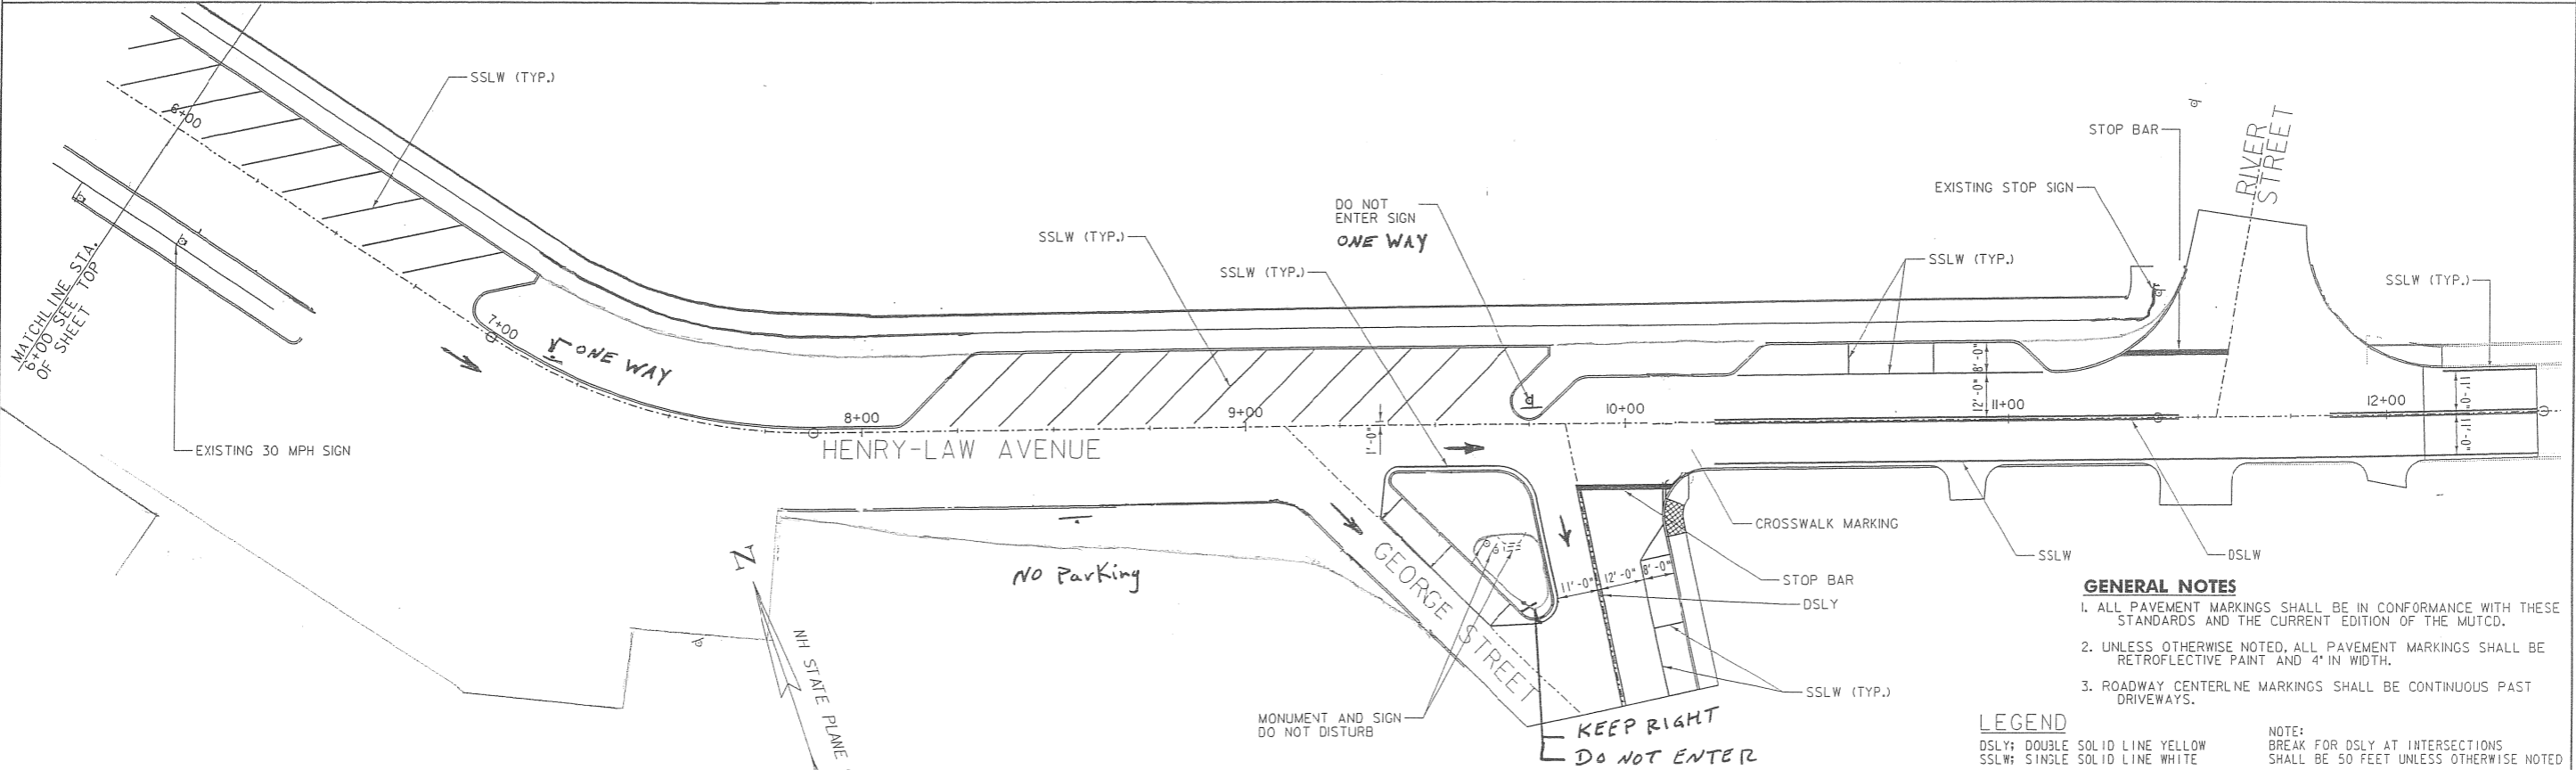 SSLW (TYP.)
6+00
MATCHLINE STA.
6+00 SEE TOP
OF SHEET
EXISTING 30 MPH SIGN
7+00
ONE WAY
8+00
HENRY-LAW AVENUE
SSLW (TYP.)
SSLW (TYP.)
DO NOT
ENTER SIGN
ONE WAY
9+00
1'-0"
10+00
STOP BAR
EXISTING STOP SIGN
SSLW (TYP.)
8'-0"
12'-0"
11+00
RIVER
STREET
SSLW (TYP.)
12+00
11'-0"
11'-0"
N
NH STATE PLANE
NO Parking
GEORGE STREET
11'-0"
12'-0"
8'-0"
CROSSWALK MARKING
STOP BAR
DSLY
SSLW (TYP.)
SSLW
DSLW
MONUMENT AND SIGN
DO NOT DISTURB
KEEP RIGHT
DO NOT ENTER
GENERAL NOTES
1. ALL PAVEMENT MARKINGS SHALL BE IN CONFORMANCE WITH THESE
STANDARDS AND THE CURRENT EDITION OF THE MUTCD.
2. UNLESS OTHERWISE NOTED, ALL PAVEMENT MARKINGS SHALL BE
RETROFLECTIVE PAINT AND 4" IN WIDTH.
3. ROADWAY CENTERLNE MARKINGS SHALL BE CONTINUOUS PAST
DRIVEWAYS.
LEGEND
DSLY; DOUBLE SOLID LINE YELLOW
SSLW; SINGLE SOLID LINE WHITE
NOTE:
BREAK FOR DSLY AT INTERSECTIONS
SHALL BE 50 FEET UNLESS OTHERWISE NOTED